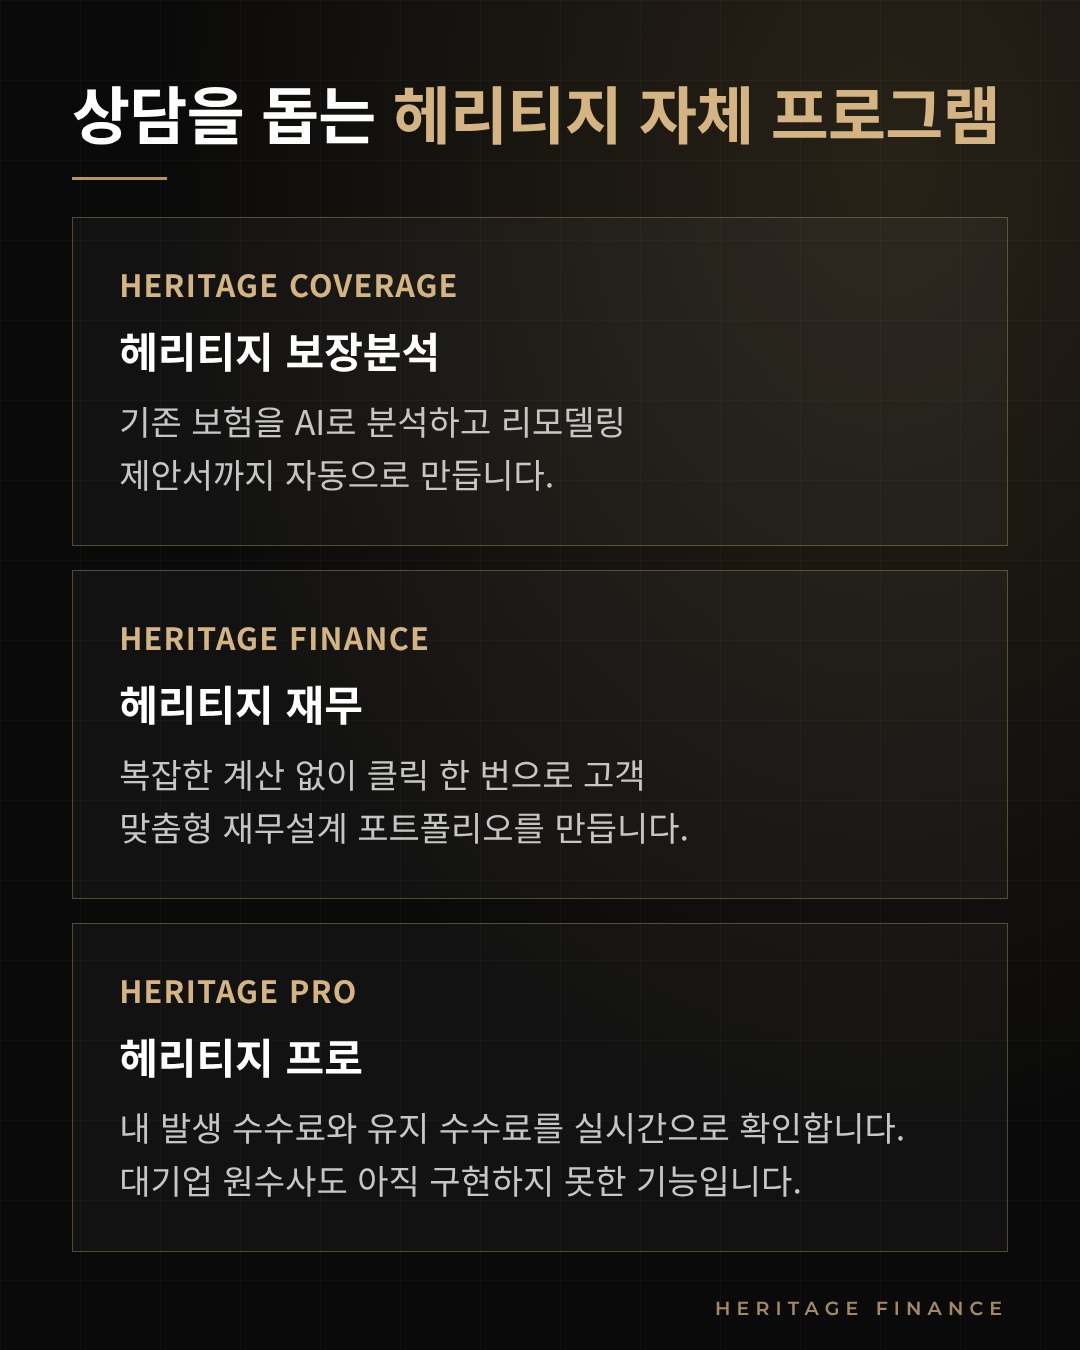 상담을 돕는 헤리티지 자체 프로그램
HERITAGE COVERAGE
헤리티지 보장분석
기존 보험을 AI로 분석하고 리모델링
제안서까지 자동으로 만듭니다.
HERITAGE FINANCE
헤리티지 재무
복잡한 계산 없이 클릭 한 번으로 고객
맞춤형 재무설계 포트폴리오를 만듭니다.
HERITAGE PRO
헤리티지 프로
내 발생 수수료와 유지 수수료를 실시간으로 확인합니다.
대기업 원수사도 아직 구현하지 못한 기능입니다.
HERITAGE FINANCE